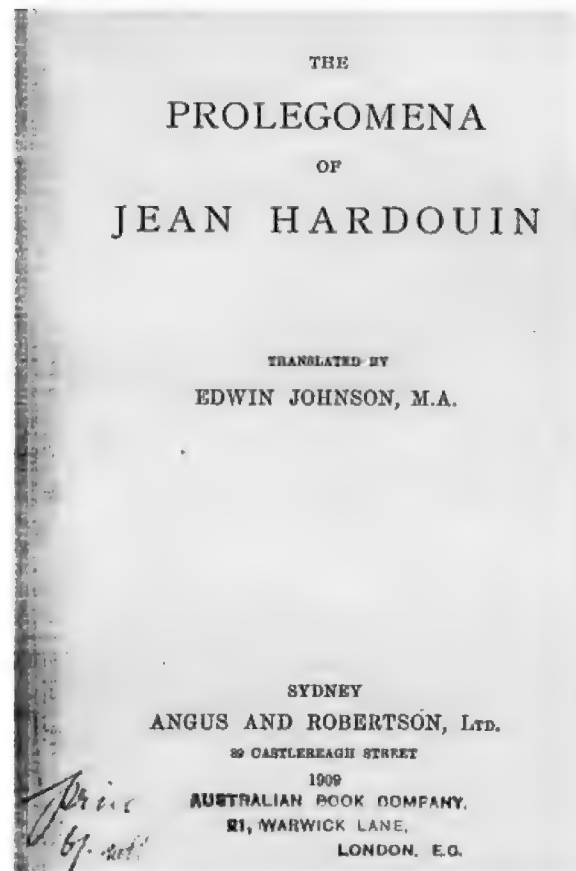 THE
PROLEGOMENA
OF
JEAN HARDOUIN
TRANSLATED BY
EDWIN JOHNSON, M.A.
SYDNEY
ANGUS AND ROBERTSON, LTD.
89 CASTLEREAGH STREET
1909
AUSTRALIAN BOOK COMPANY,
21, WARWICK LANE,
LONDON, E.C.